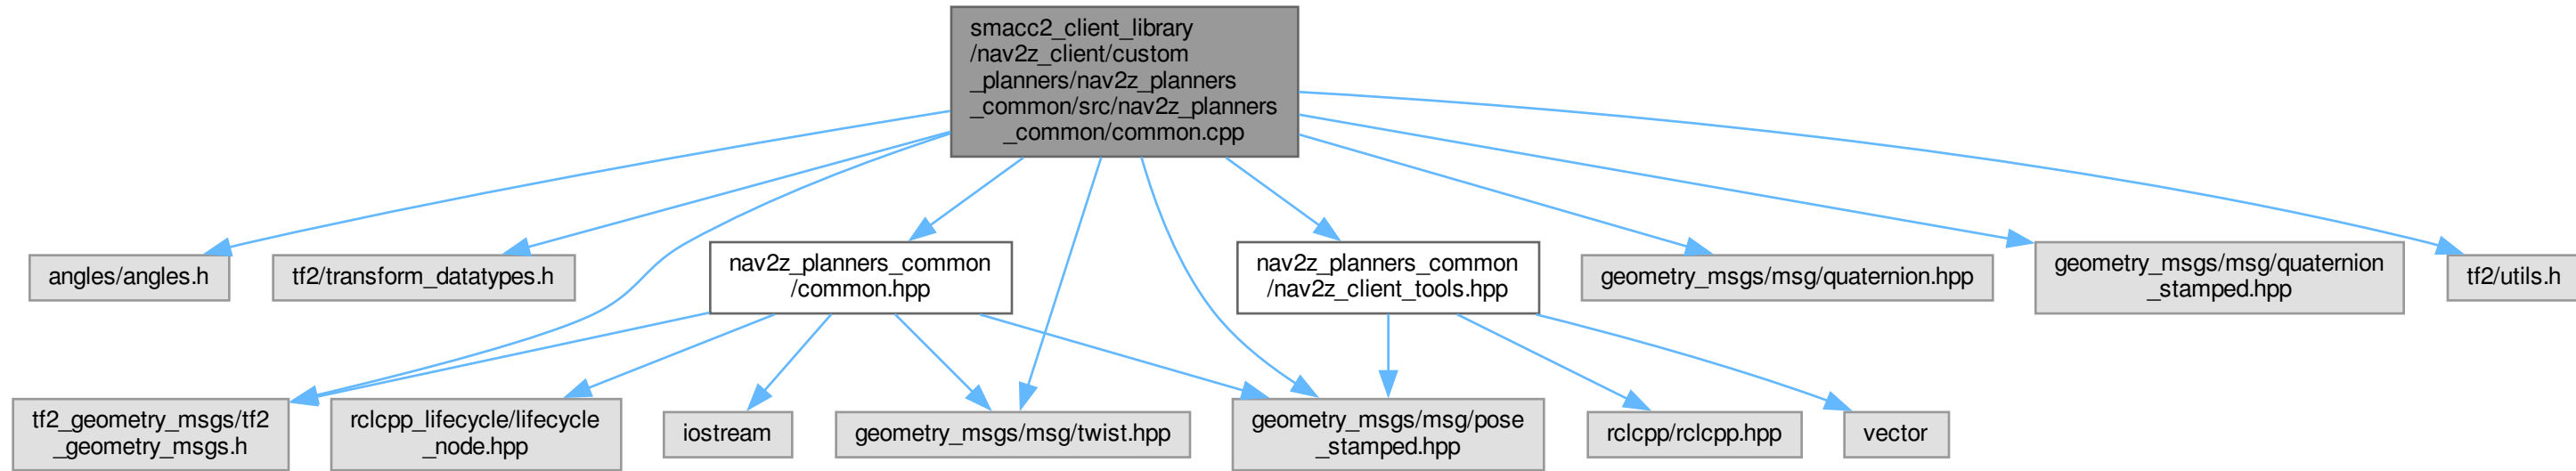 smacc2_client_library
/nav2z_client/custom
_planners/nav2z_planners
_common/src/nav2z_planners
_common/common.cpp
angles/angles.h
tf2/transform_datatypes.h
nav2z_planners_common
/common.hpp
nav2z_planners_common
/nav2z_client_tools.hpp
geometry_msgs/msg/quaternion.hpp
geometry_msgs/msg/quaternion
_stamped.hpp
tf2/utils.h
tf2_geometry_msgs/tf2
_geometry_msgs.h
rclcpp_lifecycle/lifecycle
_node.hpp
iostream
geometry_msgs/msg/twist.hpp
geometry_msgs/msg/pose
_stamped.hpp
rclcpp/rclcpp.hpp
vector